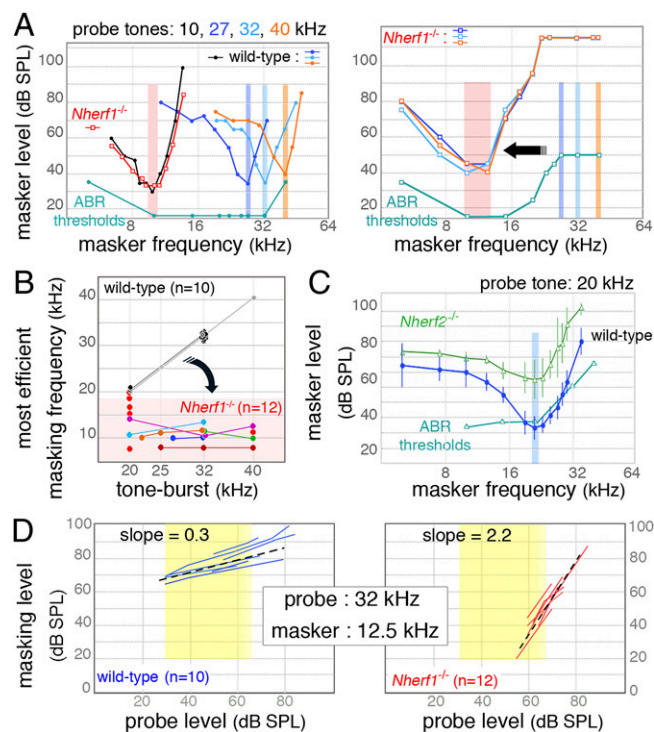 A
probe tones: 10, 27, 32, 40 kHz
wild-type :
Nherf1-/-
ABR
thresholds
masker level (dB SPL)
100
80
60
40
20
8
16
32
64
masker frequency (kHz)
Nherf1-/- :
ABR
thresholds
100
80
60
40
20
8
16
32
64
masker frequency (kHz)
B
wild-type (n=10)
Nherf1-/- (n=12)
most efficient
masking frequency (kHz)
40
30
20
10
20
25
32
40
tone-burst (kHz)
C
probe tone: 20 kHz
Nherf2-/-
wild-type
ABR
thresholds
masker level
(dB SPL)
100
80
60
40
20
4
8
16
32
64
masker frequency (kHz)
D
slope = 0.3
wild-type (n=10)
masking level
(dB SPL)
100
80
60
40
20
0
20
40
60
80
probe level (dB SPL)
probe : 32 kHz
masker : 12.5 kHz
slope = 2.2
Nherf1-/- (n=12)
100
80
60
40
20
0
20
40
60
80
100
probe level (dB SPL)